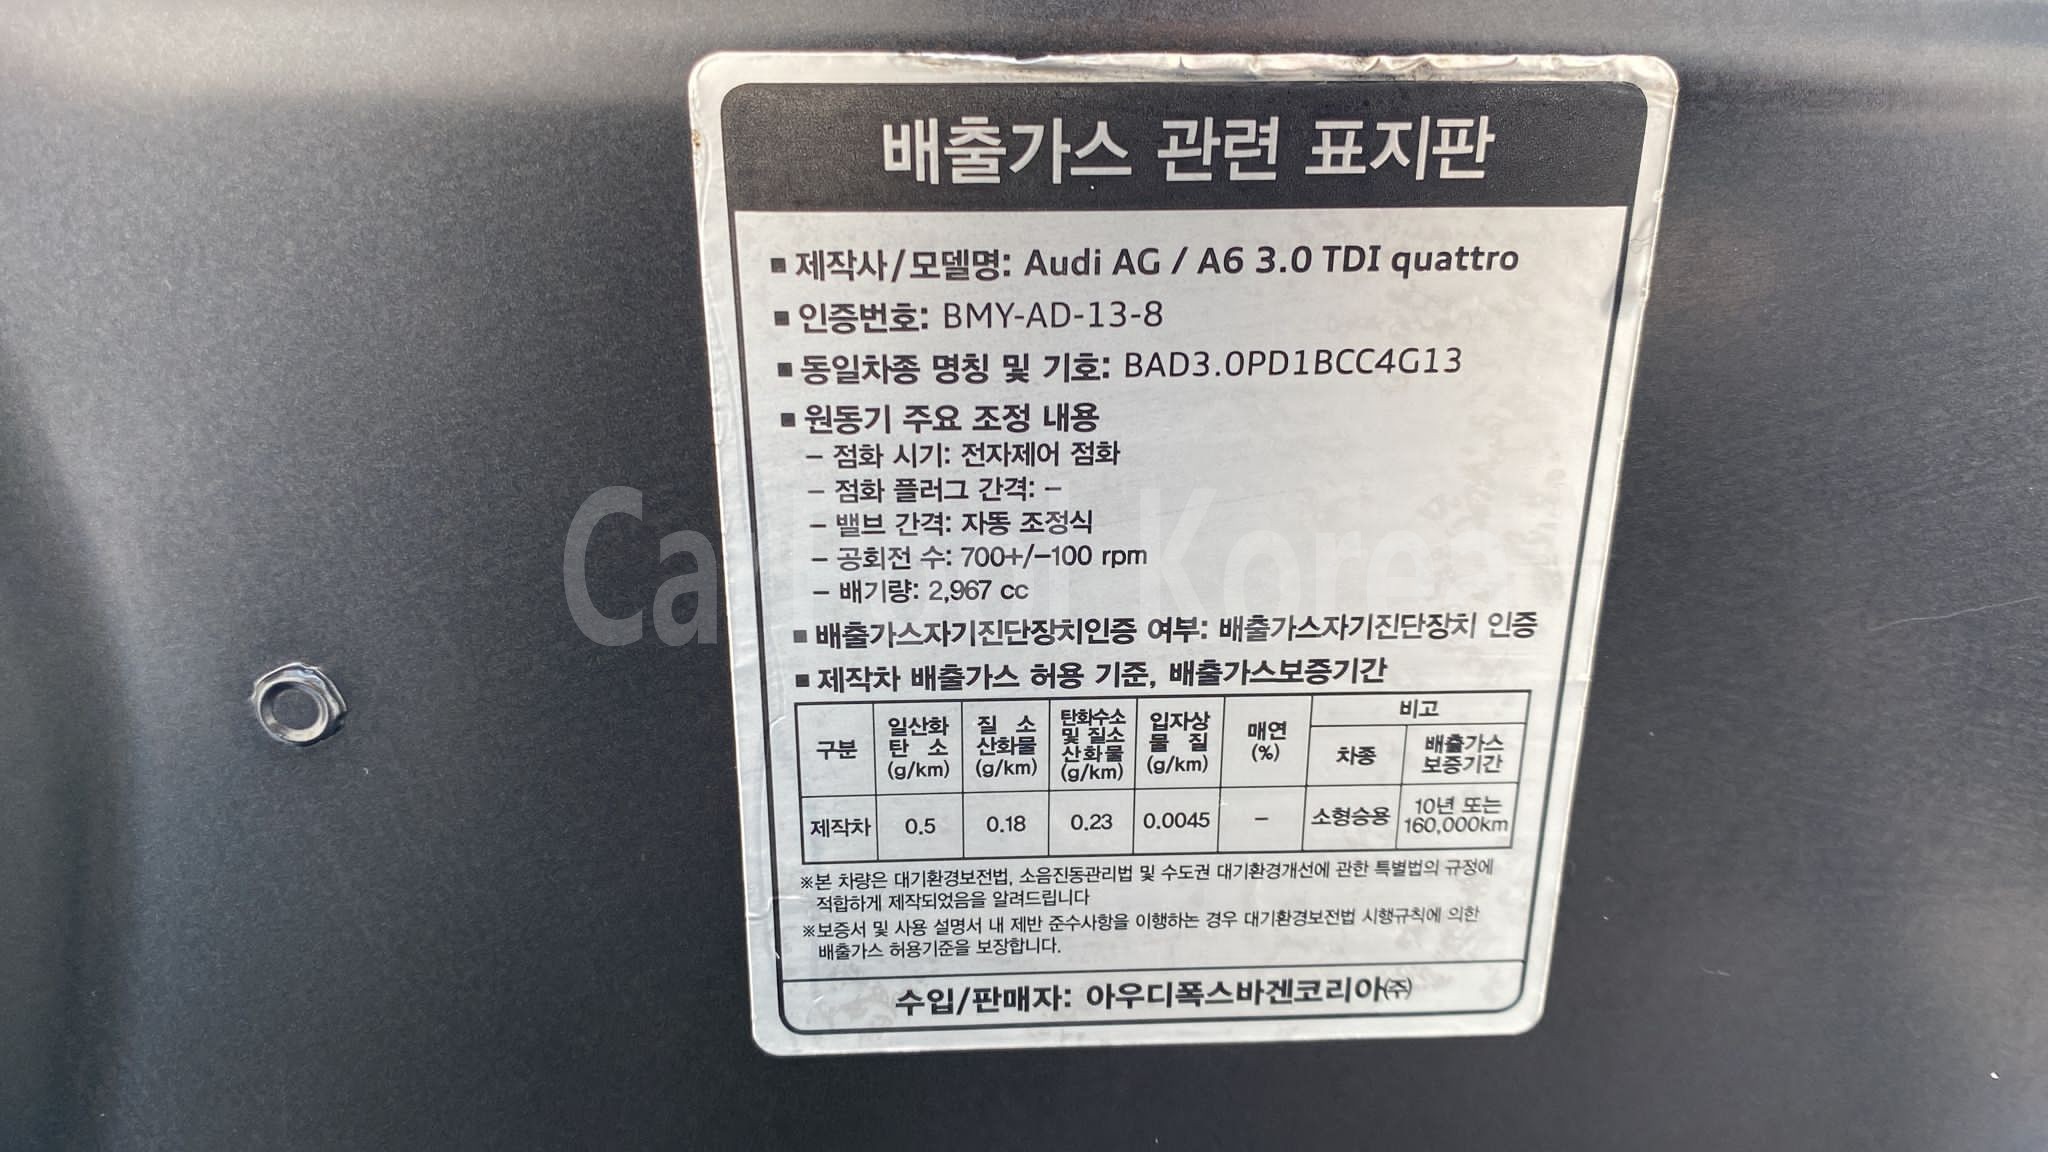 배출가스 관련 표지판
▪ 제작사/모델명: Audi AG / A6 3.0 TDI quattro
▪ 인증번호: BMY-AD-13-8
▪ 동일차종 명칭 및 기호: BAD3.0PD1BCC4G13
▪ 원동기 주요 조정 내용
– 점화 시기: 전자제어 점화
– 점화 플러그 간격: –
– 밸브 간격: 자동 조정식
– 공회전 수: 700+/–100 rpm
– 배기량: 2,967 cc
▪ 배출가스자기진단장치인증 여부: 배출가스자기진단장치 인증
▪ 제작차 배출가스 허용 기준, 배출가스보증기간
구분 일산화탄소(g/km) 질소산화물(g/km) 탄화수소및 질소산화물(g/km) 입자상물질(g/km) 매연(%) 비고
차종 배출가스보증기간
제작차 0.5 0.18 0.23 0.0045 – 소형승용 10년 또는 160,000km
※본 차량은 대기환경보전법, 소음진동관리법 및 수도권 대기환경개선에 관한 특별법의 규정에
적합하게 제작되었음을 알려드립니다
※보증서 및 사용 설명서 내 제반 준수사항을 이행하는 경우 대기환경보전법 시행규칙에 의한
배출가스 허용기준을 보장합니다.
수입/판매자: 아우디폭스바겐코리아㈜
Korea